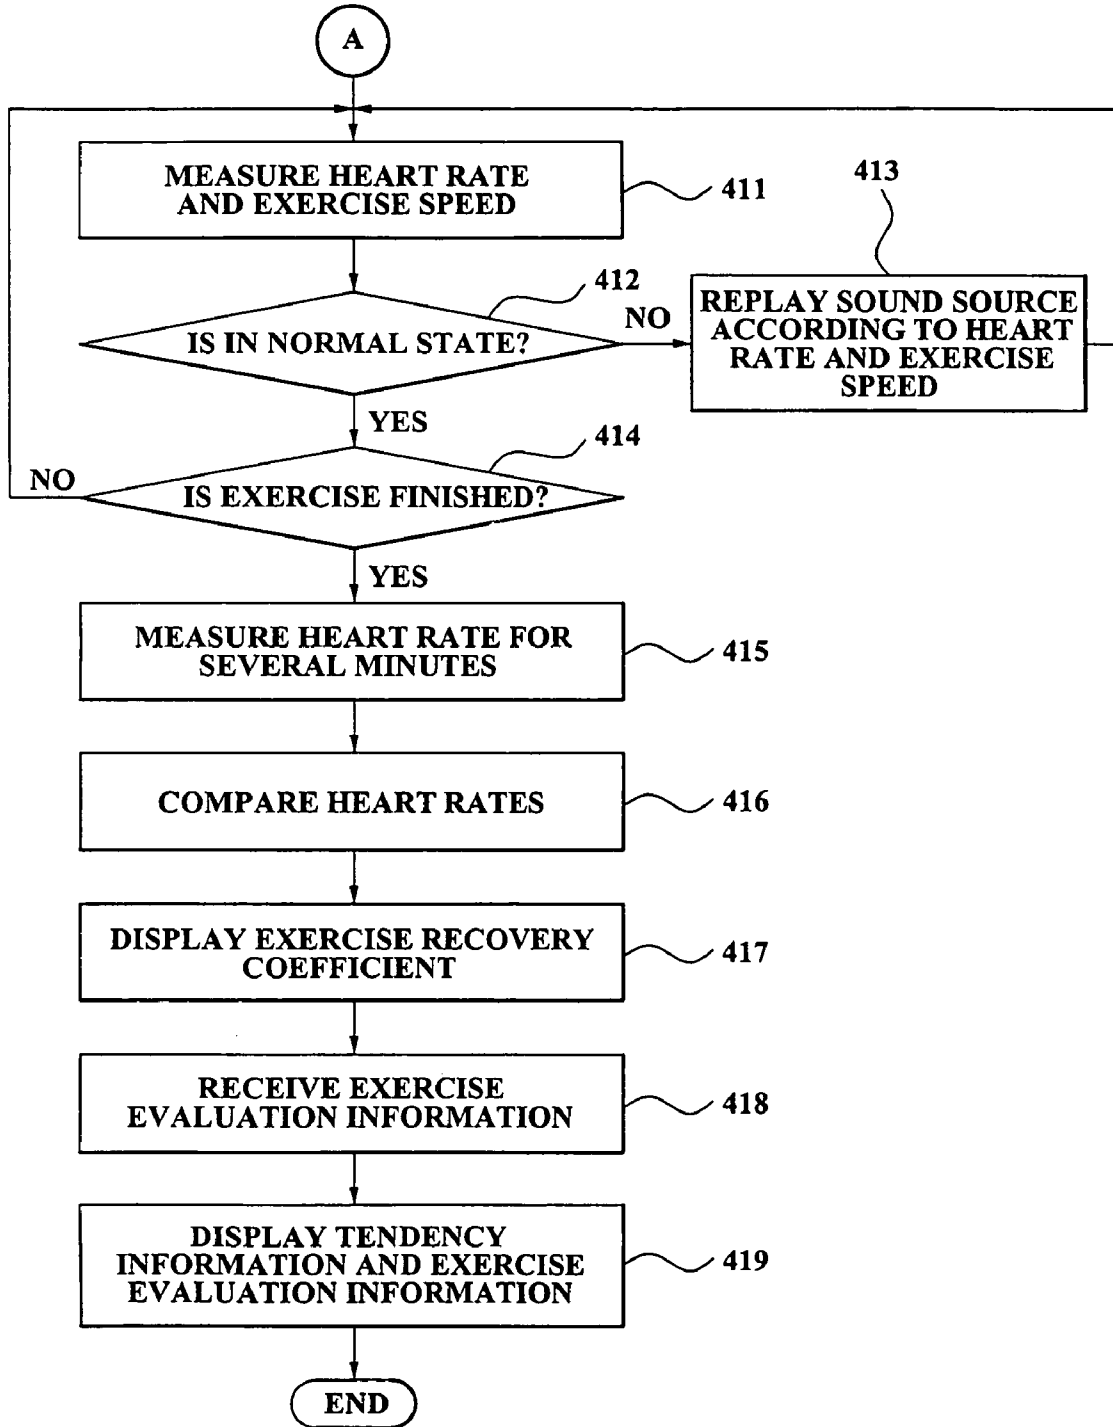 A
MEASURE HEART RATE
AND EXERCISE SPEED
411
413
412
IS IN NORMAL STATE?
NO
REPLAY SOUND SOURCE
ACCORDING TO HEART
RATE AND EXERCISE
SPEED
YES
414
NO
IS EXERCISE FINISHED?
YES
MEASURE HEART RATE FOR
SEVERAL MINUTES
415
COMPARE HEART RATES
416
DISPLAY EXERCISE RECOVERY
COEFFICIENT
417
RECEIVE EXERCISE
EVALUATION INFORMATION
418
DISPLAY TENDENCY
INFORMATION AND EXERCISE
EVALUATION INFORMATION
419
END